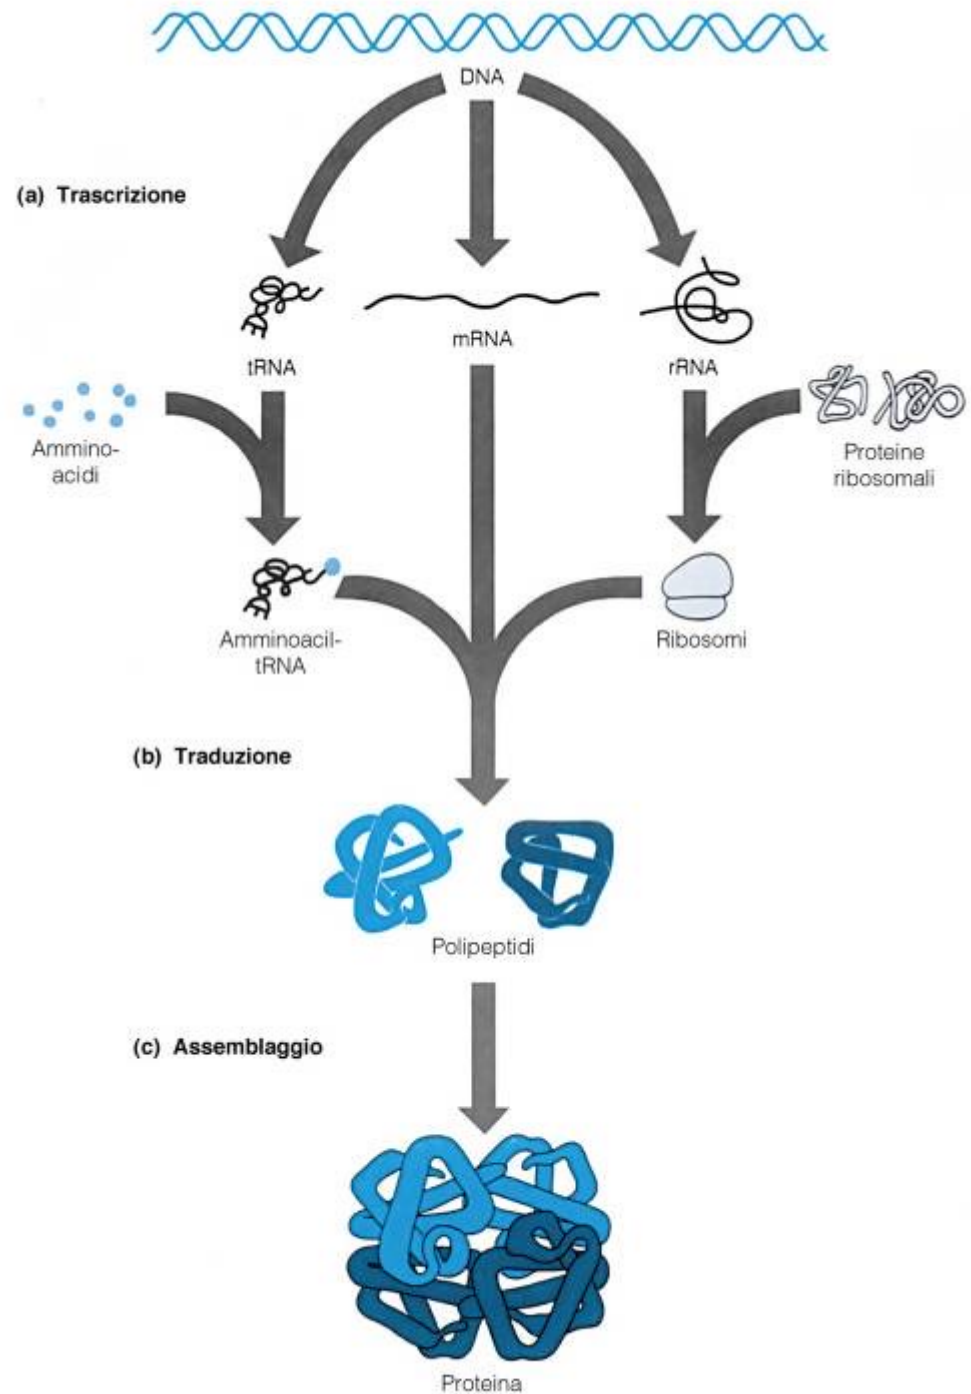 DNA
(a) Trascrizione
tRNA
mRNA
rRNA
Ammino-
acidi
Proteine
ribosomali
Amminoacil-
tRNA
Ribosomi
(b) Traduzione
Polipeptidi
(c) Assemblaggio
Proteina